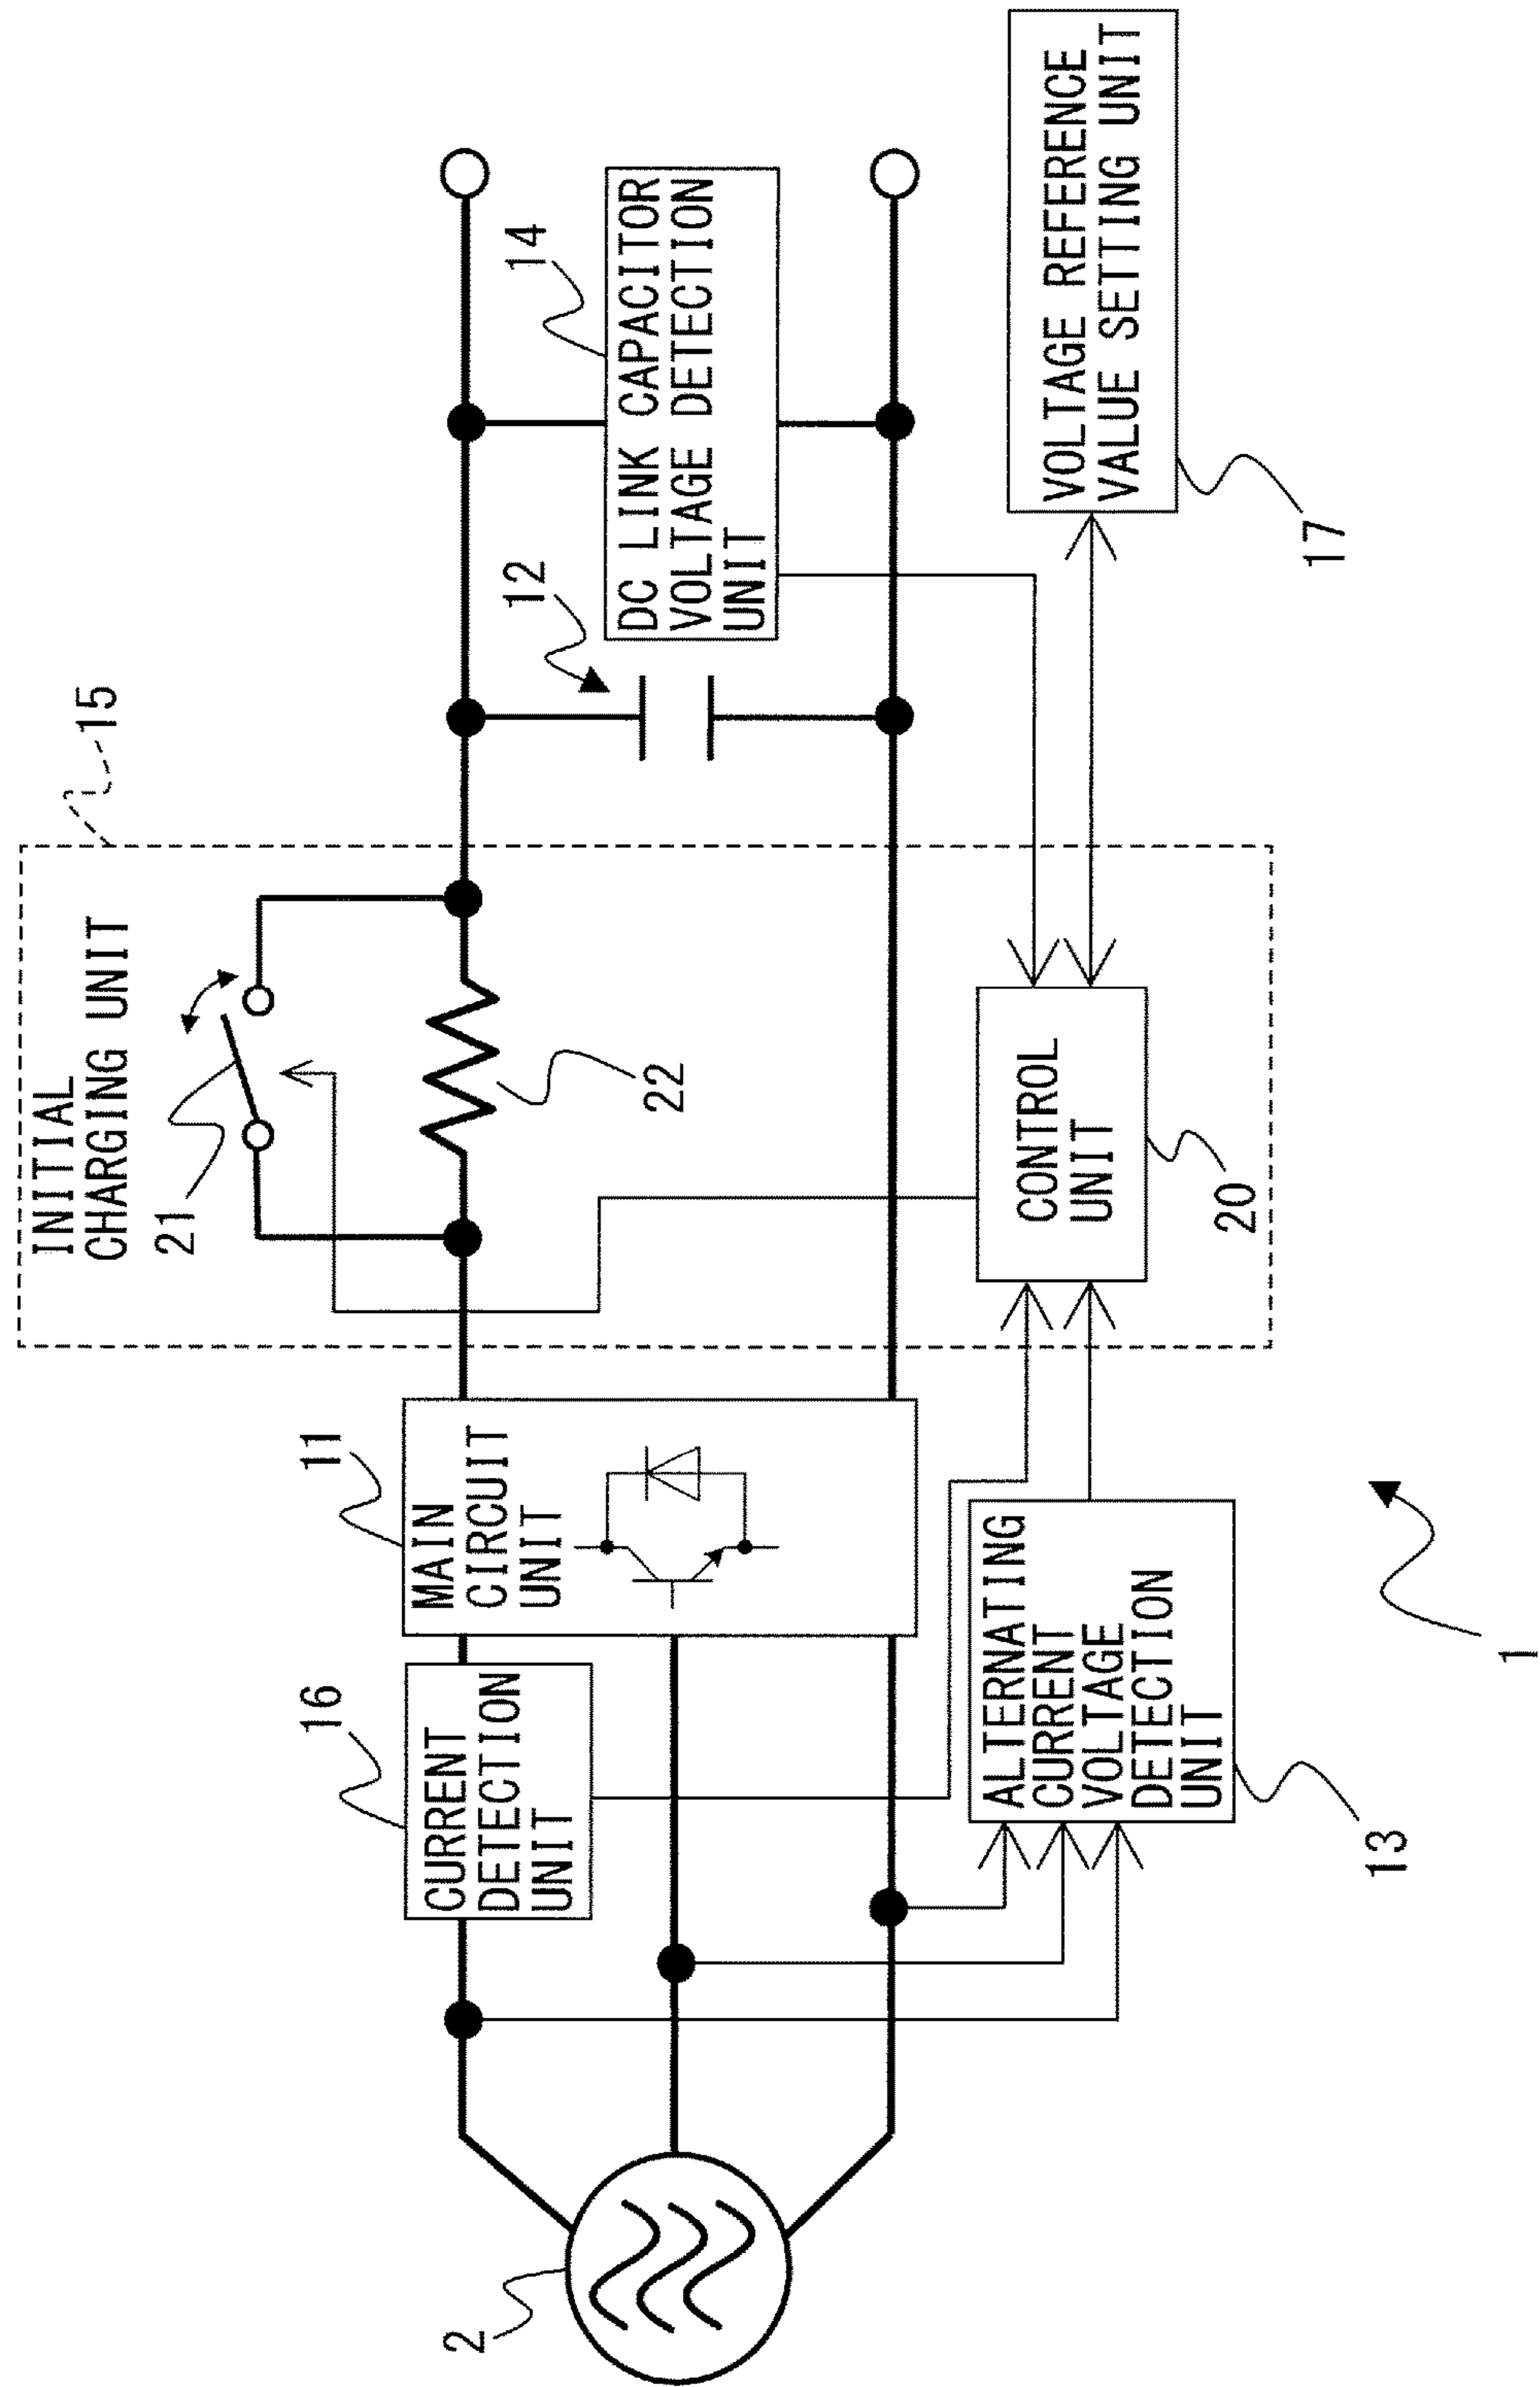 INITIAL
CHARGING UNIT
15
21
22
11
MAIN
CIRCUIT
UNIT
16
CURRENT
DETECTION
UNIT
2
12
14
DC LINK CAPACITOR
VOLTAGE DETECTION
UNIT
CONTROL
UNIT
20
VOLTAGE REFERENCE
VALUE SETTING UNIT
17
ALTERNATING
CURRENT
VOLTAGE
DETECTION
UNIT
13
1